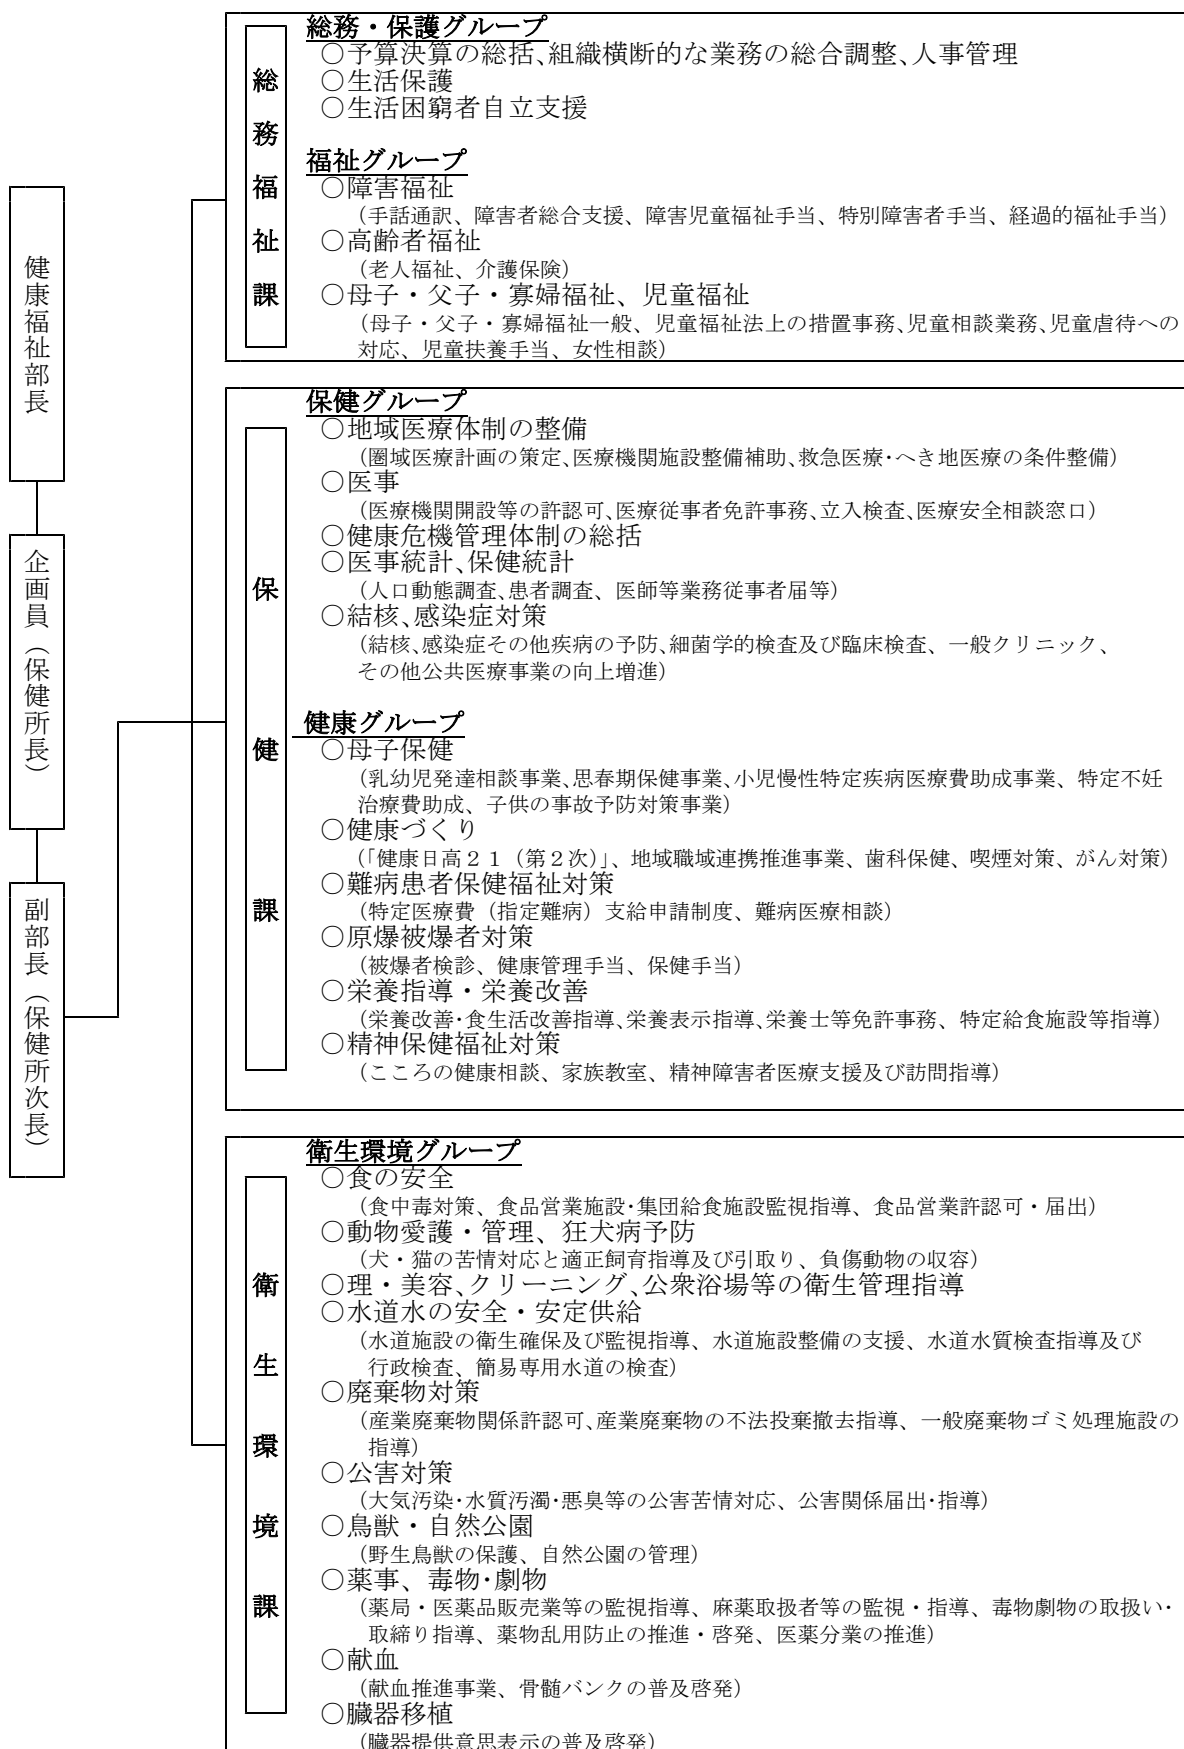 健康福祉部長
企画員（保健所長）
副部長（保健所次長）
総務福祉課
総務・保護グループ
○予算決算の総括、組織横断的な業務の総合調整、人事管理
○生活保護
○生活困窮者自立支援
福祉グループ
○障害福祉
（手話通訳、障害者総合支援、障害児童福祉手当、特別障害者手当、経過的福祉手当）
○高齢者福祉
（老人福祉、介護保険）
○母子・父子・寡婦福祉、児童福祉
（母子・父子・寡婦福祉一般、児童福祉法上の措置事務、児童相談業務、児童虐待への
対応、児童扶養手当、女性相談）
保健課
保健グループ
○地域医療体制の整備
（圏域医療計画の策定、医療機関施設整備補助、救急医療・へき地医療の条件整備）
○医事
（医療機関開設等の許認可、医療従事者免許事務、立入検査、医療安全相談窓口）
○健康危機管理体制の総括
○医事統計、保健統計
（人口動態調査、患者調査、医師等業務従事者届等）
○結核、感染症対策
（結核、感染症その他疾病の予防、細菌学的検査及び臨床検査、一般クリニック、
その他公共医療事業の向上増進）
健康グループ
○母子保健
（乳幼児発達相談事業、思春期保健事業、小児慢性特定疾病医療費助成事業、特定不妊
治療費助成、子供の事故予防対策事業）
○健康づくり
（「健康日高２１（第２次）」、地域職域連携推進事業、歯科保健、喫煙対策、がん対策）
○難病患者保健福祉対策
（特定医療費（指定難病）支給申請制度、難病医療相談）
○原爆被爆者対策
（被爆者検診、健康管理手当、保健手当）
○栄養指導・栄養改善
（栄養改善・食生活改善指導、栄養表示指導、栄養士等免許事務、特定給食施設等指導）
○精神保健福祉対策
（こころの健康相談、家族教室、精神障害者医療支援及び訪問指導）
衛生環境課
衛生環境グループ
○食の安全
（食中毒対策、食品営業施設・集団給食施設監視指導、食品営業許認可・届出）
○動物愛護・管理、狂犬病予防
（犬・猫の苦情対応と適正飼育指導及び引取り、負傷動物の収容）
○理・美容、クリーニング、公衆浴場等の衛生管理指導
○水道水の安全・安定供給
（水道施設の衛生確保及び監視指導、水道施設整備の支援、水道水質検査指導及び
行政検査、簡易専用水道の検査）
○廃棄物対策
（産業廃棄物関係許認可、産業廃棄物の不法投棄撤去指導、一般廃棄物ゴミ処理施設の
指導）
○公害対策
（大気汚染・水質汚濁・悪臭等の公害苦情対応、公害関係届出・指導）
○鳥獣・自然公園
（野生鳥獣の保護、自然公園の管理）
○薬事、毒物・劇物
（薬局・医薬品販売業等の監視指導、麻薬取扱者等の監視・指導、毒物劇物の取扱い・
取締り指導、薬物乱用防止の推進・啓発、医薬分業の推進）
○献血
（献血推進事業、骨髄バンクの普及啓発）
○臓器移植
（臓器提供意思表示の普及啓発）